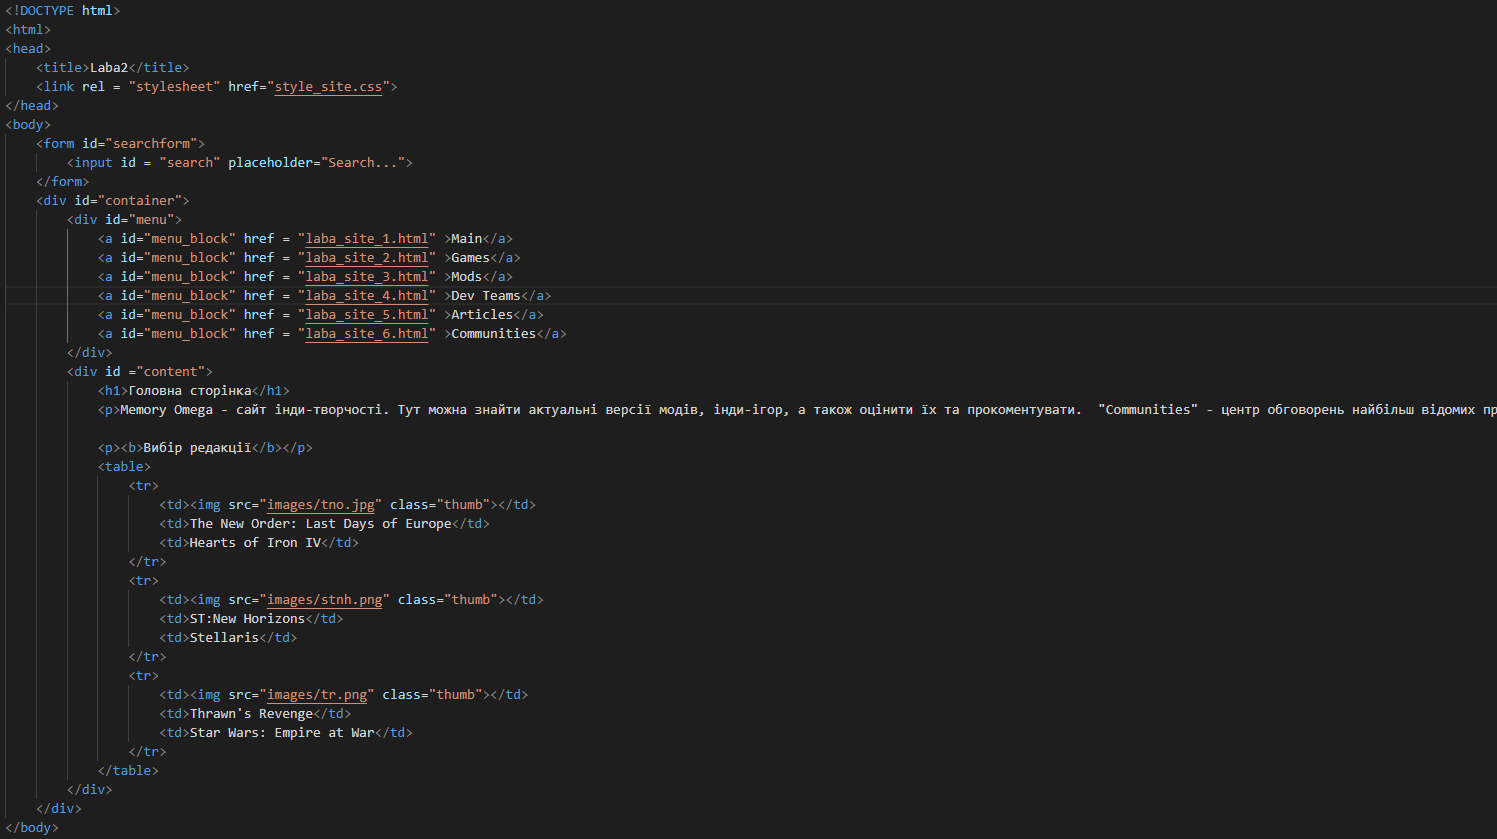 <!DOCTYPE html>
<html>
<head>
    <title>Laba2</title>
    <link rel = "stylesheet" href="style_site.css">
</head>
<body>
    <form id="searchform">
        <input id = "search" placeholder="Search...">
    </form>
    <div id="container">
        <div id="menu">
            <a id="menu_block" href = "laba_site_1.html" >Main</a>
            <a id="menu_block" href = "laba_site_2.html" >Games</a>
            <a id="menu_block" href = "laba_site_3.html" >Mods</a>
            <a id="menu_block" href = "laba_site_4.html" >Dev Teams</a>
            <a id="menu_block" href = "laba_site_5.html" >Articles</a>
            <a id="menu_block" href = "laba_site_6.html" >Communities</a>
        </div>
        <div id ="content">
            <h1>Головна сторінка</h1>
            <p>Memory Omega - сайт інди-творчості. Тут можна знайти актуальні версії модів, інди-ігор, а також оцінити їх та прокоментувати.  "Communities" - центр обговорень найбільш відомих пр
            <p><b>Вибір редакції</b></p>
            <table>
                <tr>
                    <td><img src="images/tno.jpg" class="thumb"></td>
                    <td>The New Order: Last Days of Europe</td>
                    <td>Hearts of Iron IV</td>
                </tr>
                <tr>
                    <td><img src="images/stnh.png" class="thumb"></td>
                    <td>ST:New Horizons</td>
                    <td>Stellaris</td>
                </tr>
                <tr>
                    <td><img src="images/tr.png" class="thumb"></td>
                    <td>Thrawn's Revenge</td>
                    <td>Star Wars: Empire at War</td>
                </tr>
            </table>
        </div>
    </div>
</body>